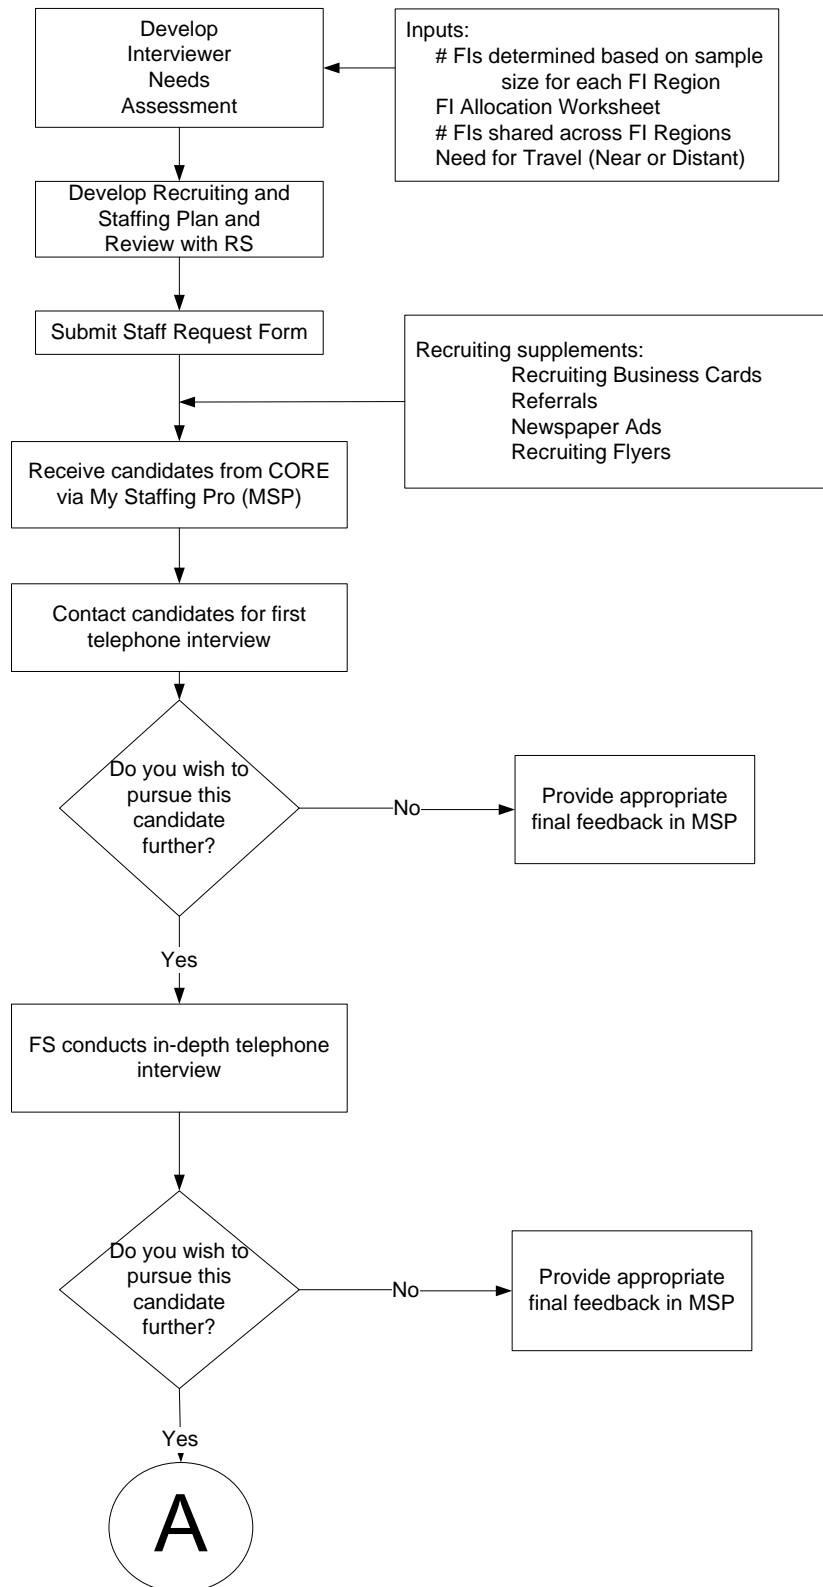 Develop
Interviewer
Needs
Assessment
Inputs:
# FIs determined based on sample
size for each FI Region
FI Allocation Worksheet
# FIs shared across FI Regions
Need for Travel (Near or Distant)
Develop Recruiting and
Staffing Plan and
Review with RS
Submit Staff Request Form
Recruiting supplements:
Recruiting Business Cards
Referrals
Newspaper Ads
Recruiting Flyers
Receive candidates from CORE
via My Staffing Pro (MSP)
Contact candidates for first
telephone interview
Do you wish to
pursue this
candidate
further?
No
Provide appropriate
final feedback in MSP
Yes
FS conducts in-depth telephone
interview
Do you wish to
pursue this
candidate
further?
No
Provide appropriate
final feedback in MSP
Yes
A